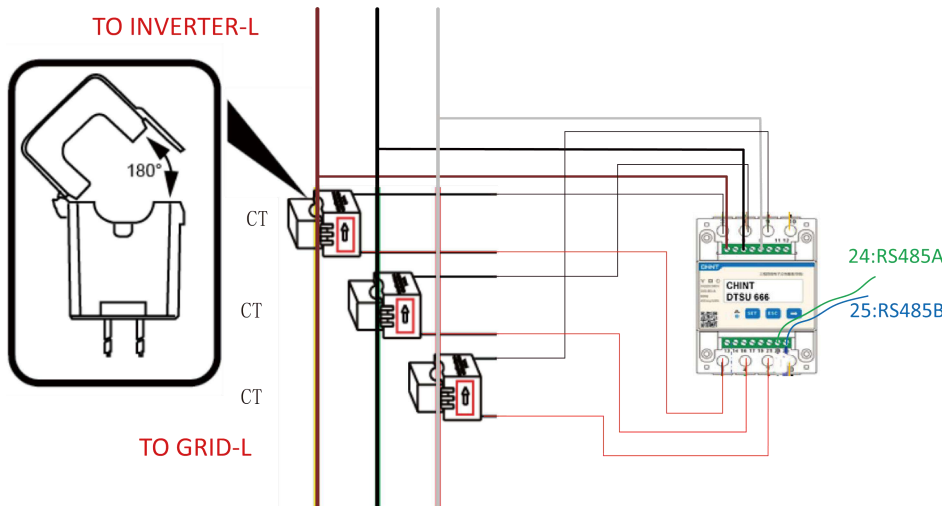 TO INVERTER-L
180°
CT
CT
CT
TO GRID-L
11 12
CHINT
CHINT
DTSU 666
SET
ESC
24:RS485A
25:RS485B
13 14 16 17 19 21